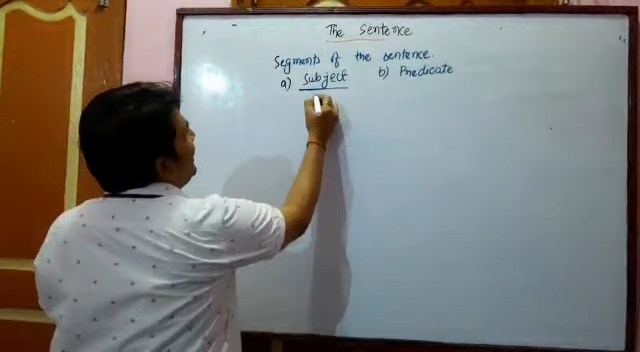 The Sentence
Segments of the sentence.
a) Subject b) Predicate